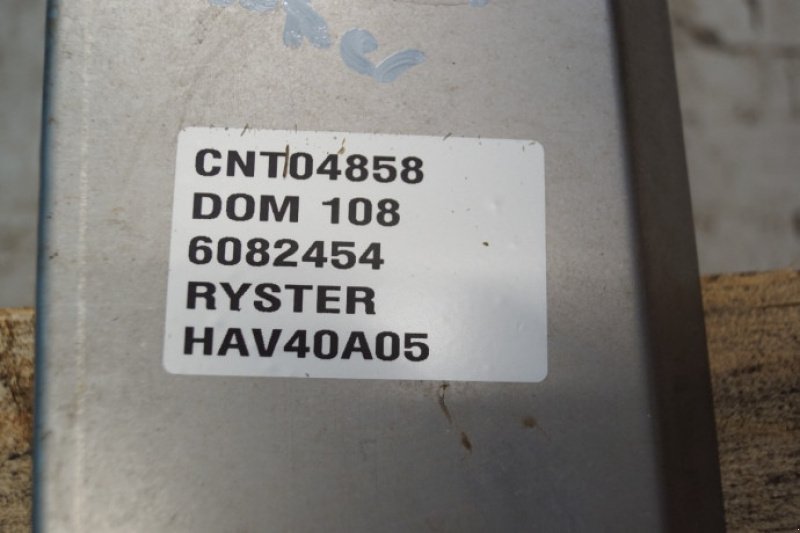 CNT04858
DOM 108
6082454
RYSTER
HAV40A05